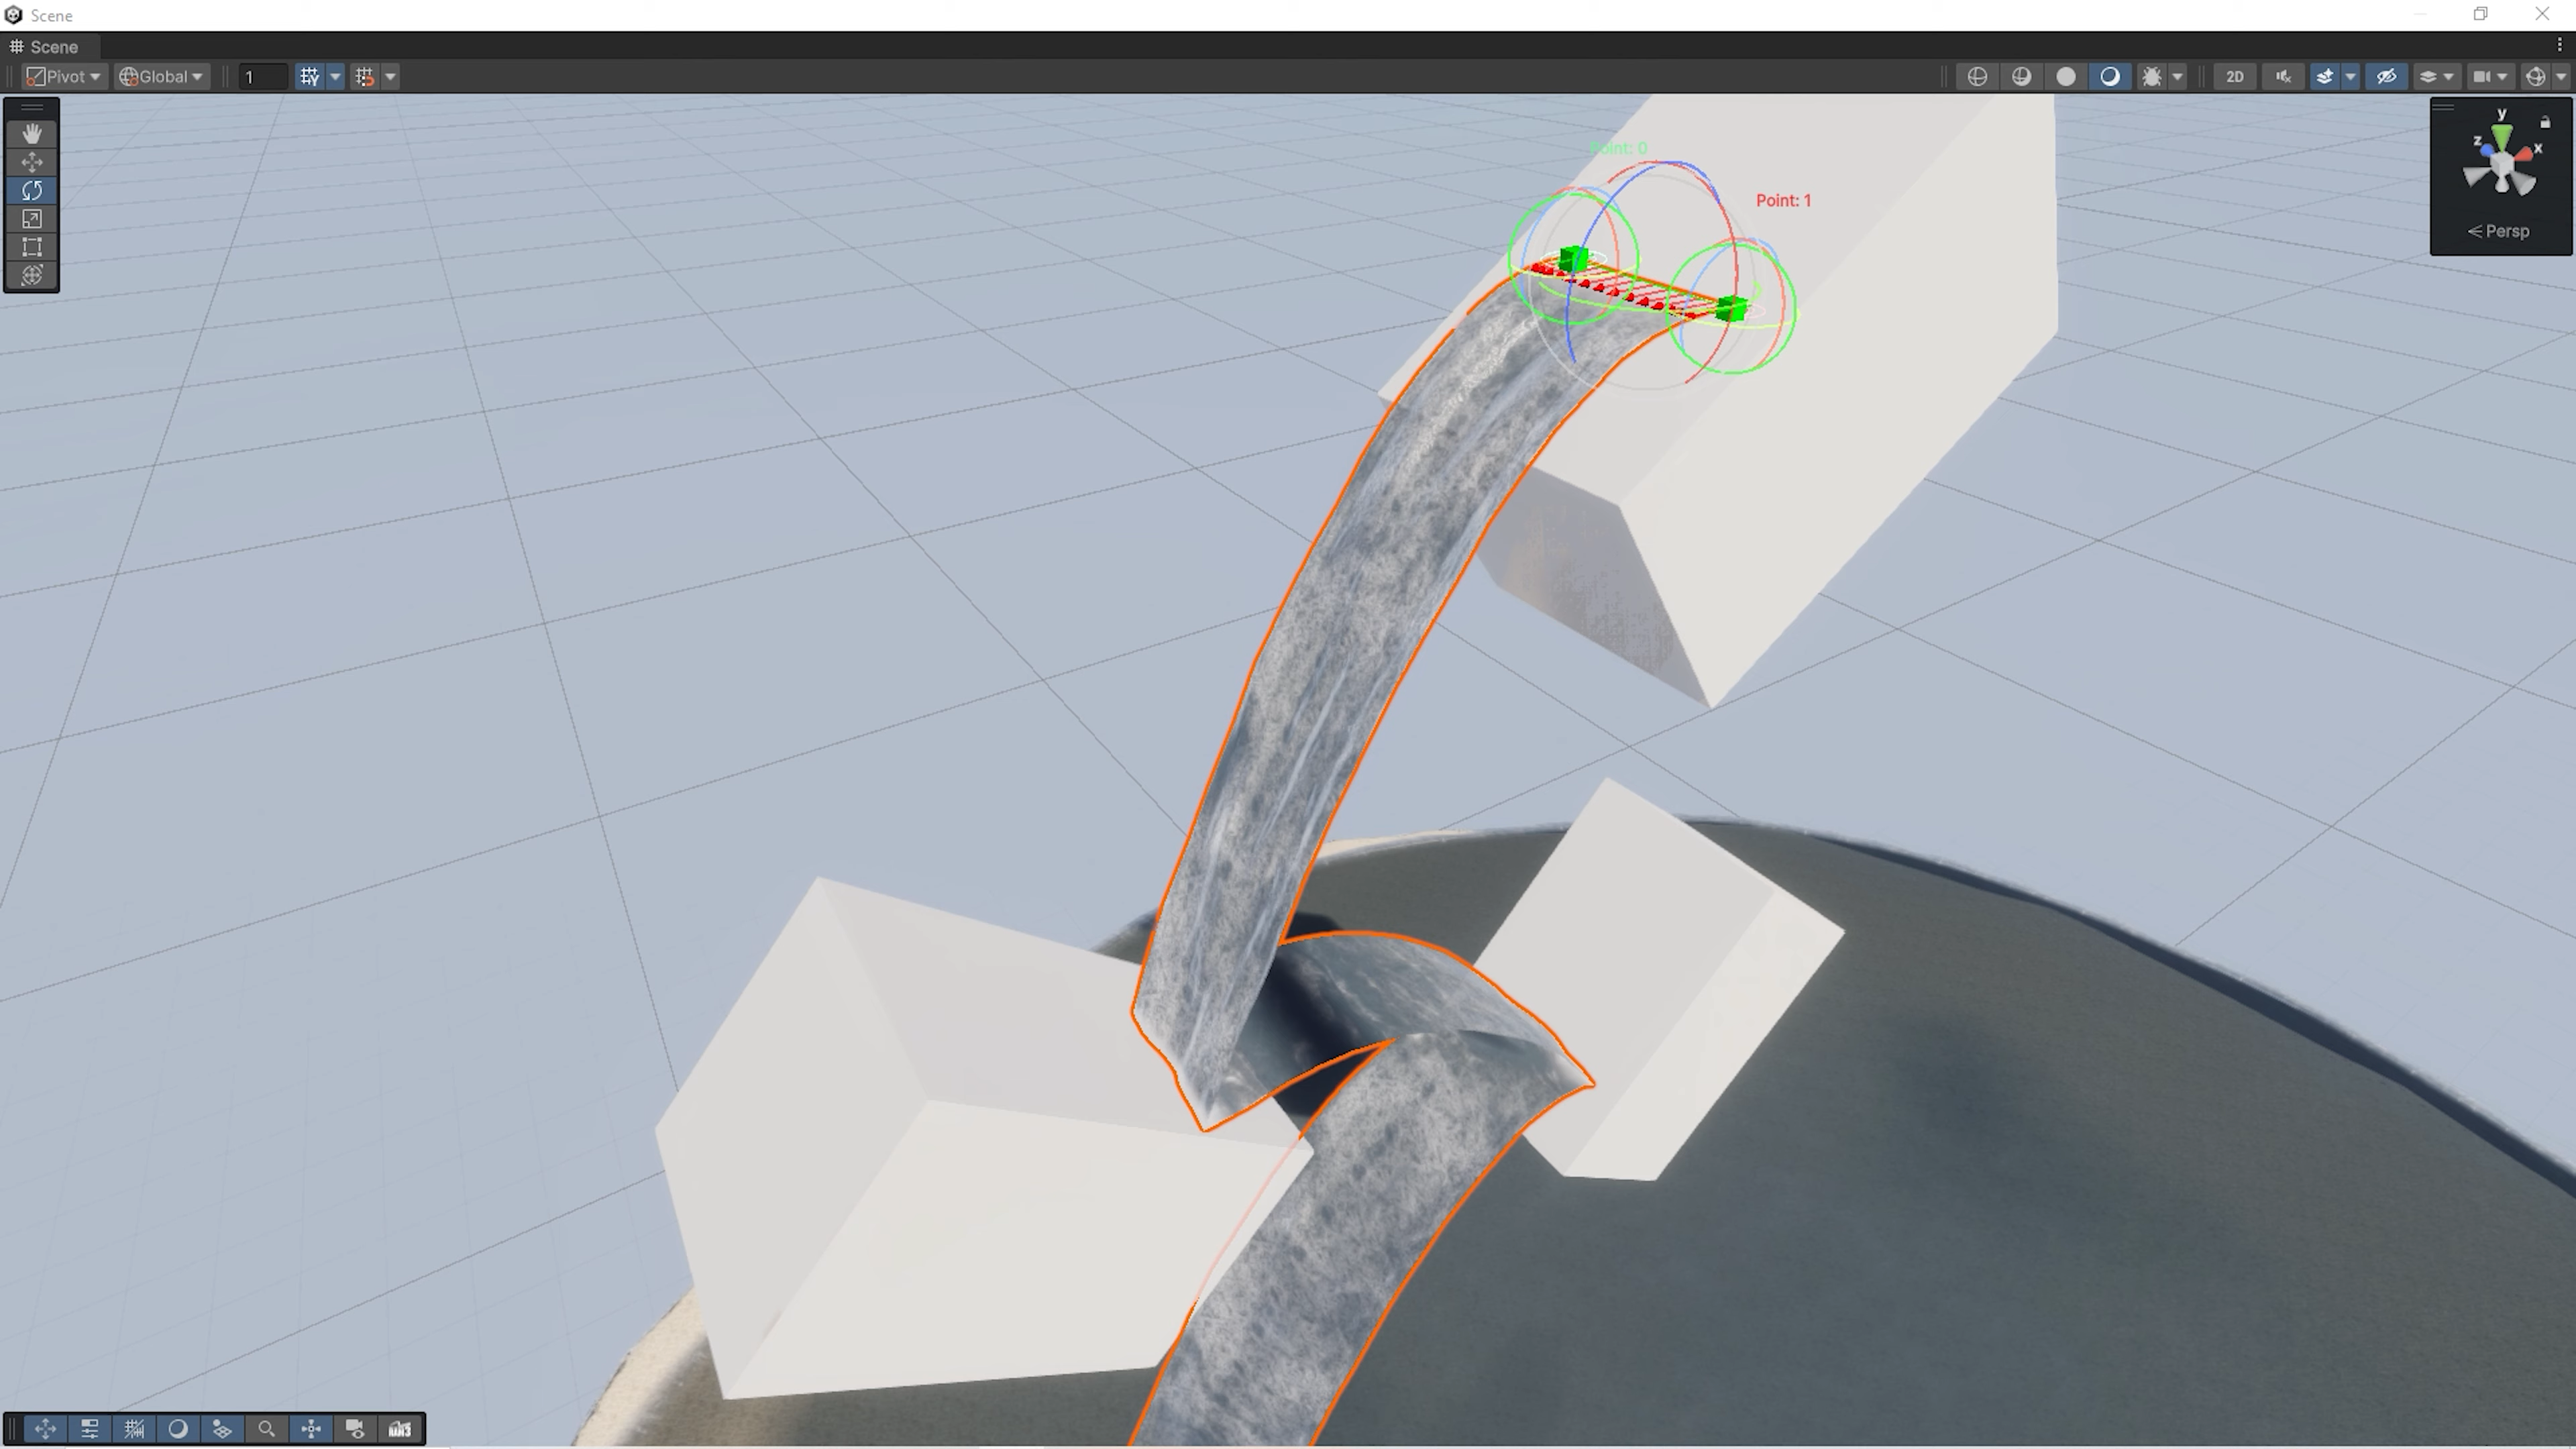 Scene
Scene
Pivot
Global
1
2D
y
z
x
Persp
Point: 0
Point: 1